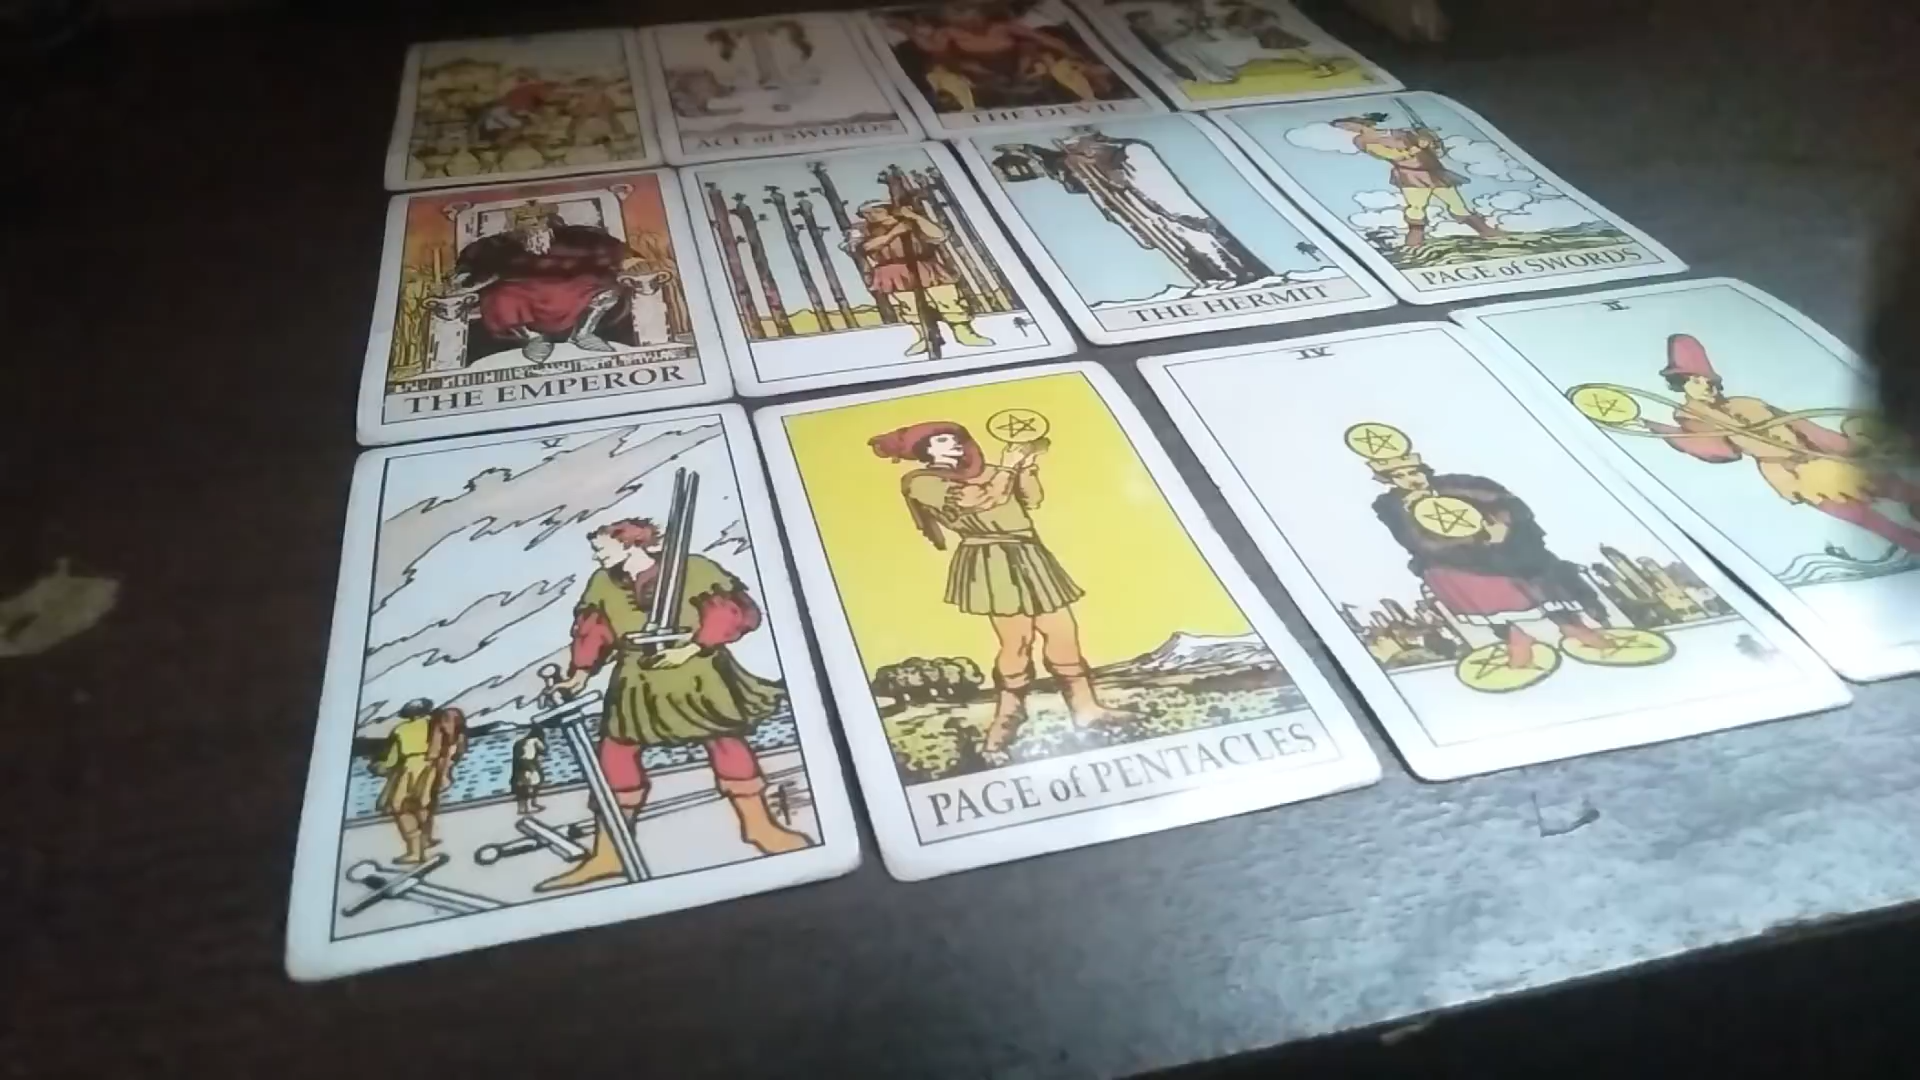 ACE of SWORDS
THE DEVIL
THE EMPEROR
THE HERMIT
PAGE of SWORDS
V
PAGE of PENTACLES
IV
II